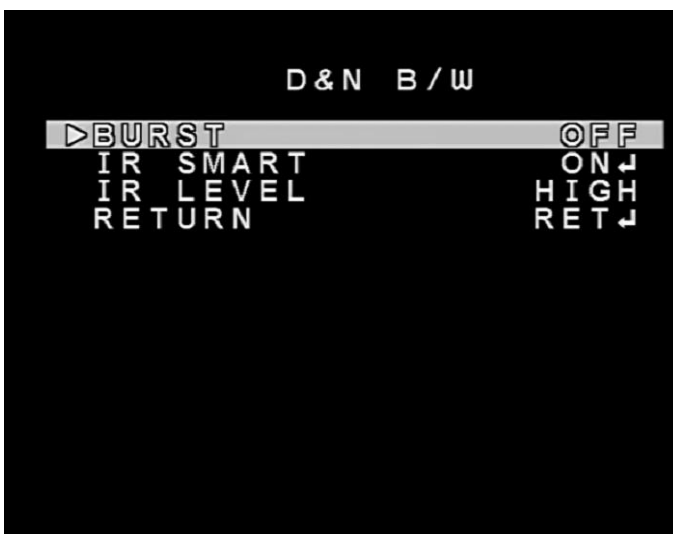 D&N B/W
▷BURST OFF
IR SMART ON↲
IR LEVEL HIGH
RETURN RET↲